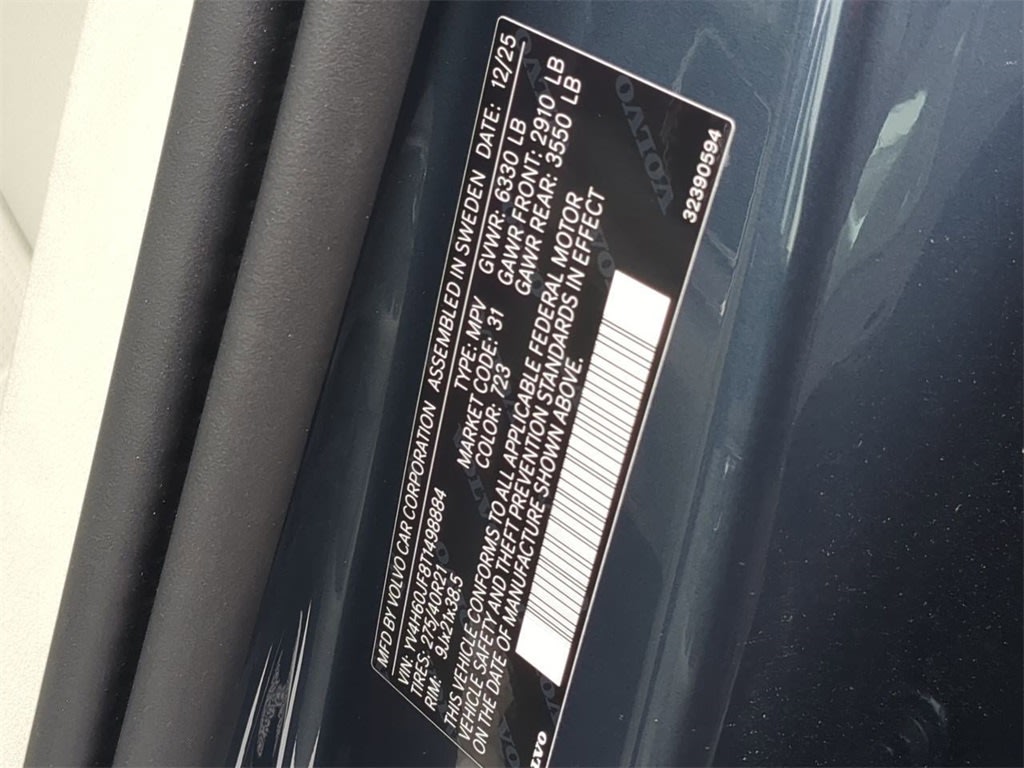 MFD BY VOLVO CAR CORPORATION ASSEMBLED IN SWEDEN DATE: 12/25
VIN: YV4H60JF8T1498884 TYPE: MPV GVWR: 6330 LB
TIRES: 275/40R21 MARKET CODE: 31 GAWR FRONT: 2910 LB
RIM: 9Jx21x38.5 COLOR: 723 GAWR REAR: 3550 LB
THIS VEHICLE CONFORMS TO ALL APPLICABLE FEDERAL MOTOR
VEHICLE SAFETY AND THEFT PREVENTION STANDARDS IN EFFECT
ON THE DATE OF MANUFACTURE SHOWN ABOVE.
VOLVO
32390594
LVO